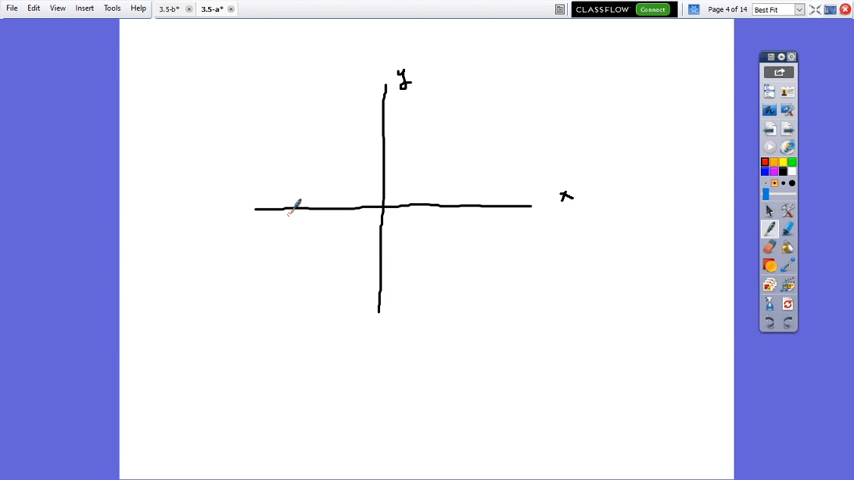 File Edit View Insert Tools Help 3.5-b* 3.5-a* CLASSFLOW Connect Page 4 of 14 Best Fit
y
x